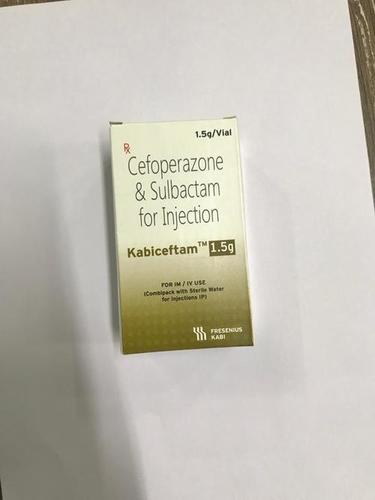 1.5g/Vial
Rx
Cefoperazone
& Sulbactam
for Injection
Kabiceftam™ 1.5g
FOR IM / IV USE
(Combipack with Sterile Water
for Injections IP)
FRESENIUS
KABI